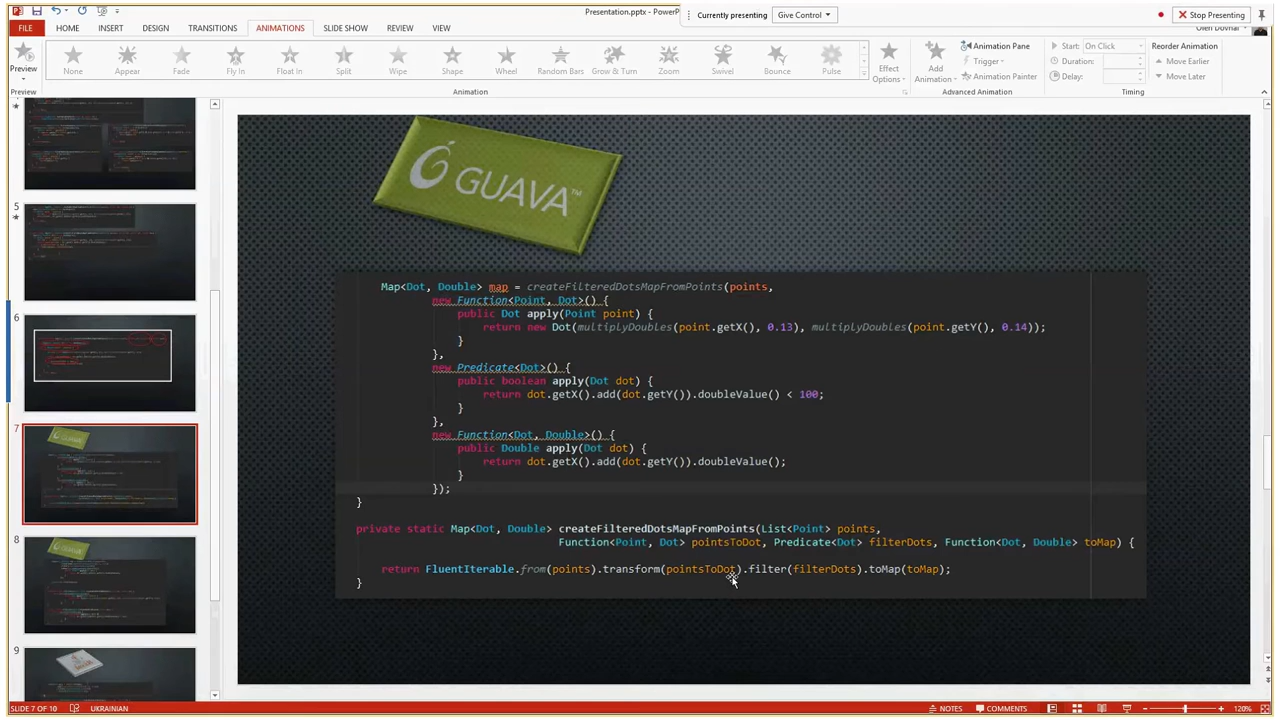 Presentation.pptx - PowerP
Currently presenting
Give Control
Stop Presenting
FILE
HOME
INSERT
DESIGN
TRANSITIONS
ANIMATIONS
SLIDE SHOW
REVIEW
VIEW
Preview
None
Appear
Fade
Fly In
Float In
Split
Wipe
Shape
Wheel
Random Bars
Grow & Turn
Zoom
Swivel
Bounce
Pulse
Effect
Options
Add
Animation
Animation Pane
Trigger
Animation Painter
Start: On Click
Duration:
Delay:
Reorder Animation
Move Earlier
Move Later
Preview
Animation
Advanced Animation
Timing
5
6
7
8
9
GUAVA™
Map<Dot, Double> map = createFilteredDotsMapFromPoints(points,
new Function<Point, Dot>() {
public Dot apply(Point point) {
return new Dot(multiplyDoubles(point.getX(), 0.13), multiplyDoubles(point.getY(), 0.14));
}
},
new Predicate<Dot>() {
public boolean apply(Dot dot) {
return dot.getX().add(dot.getY()).doubleValue() < 100;
}
},
new Function<Dot, Double>() {
public Double apply(Dot dot) {
return dot.getX().add(dot.getY()).doubleValue();
}
});
}
private static Map<Dot, Double> createFilteredDotsMapFromPoints(List<Point> points,
Function<Point, Dot> pointsToDot, Predicate<Dot> filterDots, Function<Dot, Double> toMap) {
return FluentIterable.from(points).transform(pointsToDot).filter(filterDots).toMap(toMap);
}
SLIDE 7 OF 10
UKRAINIAN
NOTES
COMMENTS
120%